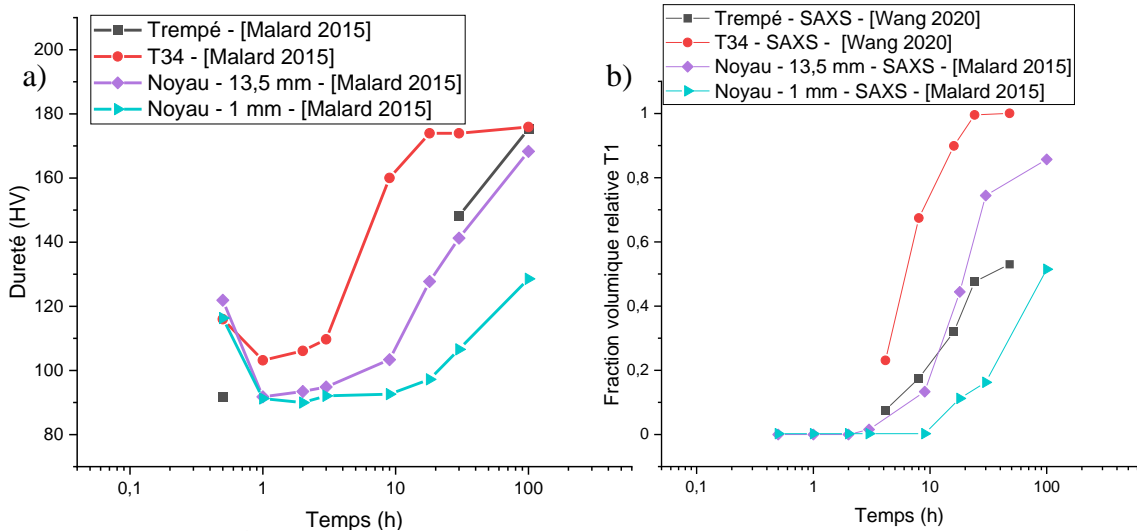 a)
Trempé - [Malard 2015]
T34 - [Malard 2015]
Noyau - 13,5 mm - [Malard 2015]
Noyau - 1 mm - [Malard 2015]
Dureté (HV)
200
180
160
140
120
100
80
0,1
1
10
100
Temps (h)
b)
Trempé - SAXS - [Wang 2020]
T34 - SAXS - [Wang 2020]
Noyau - 13,5 mm - SAXS - [Malard 2015]
Noyau - 1 mm - SAXS - [Malard 2015]
Fraction volumique relative T1
1
0,8
0,6
0,4
0,2
0
0,1
1
10
100
Temps (h)